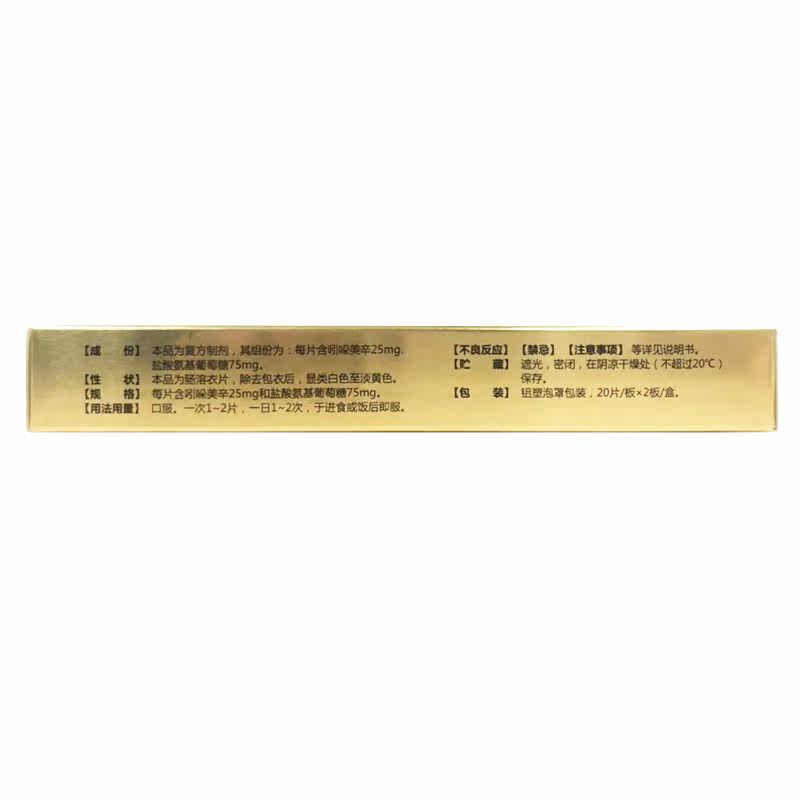 【成 份】 本品为复方制剂，其组份为：每片含吲哚美辛25mg.
盐酸氨基葡萄糖75mg。
【性 状】 本品为肠溶衣片，除去包衣后，显类白色至淡黄色。
【规 格】 每片含吲哚美辛25mg和盐酸氨基葡萄糖75mg。
【用法用量】 口服。一次1~2片，一日1~2次，于进食或饭后即服。
【不良反应】【禁忌】【注意事项】 等详见说明书。
【贮 藏】 遮光，密闭，在阴凉干燥处（不超过20℃）
保存。
【包 装】 铝塑泡罩包装，20片/板×2板/盒。